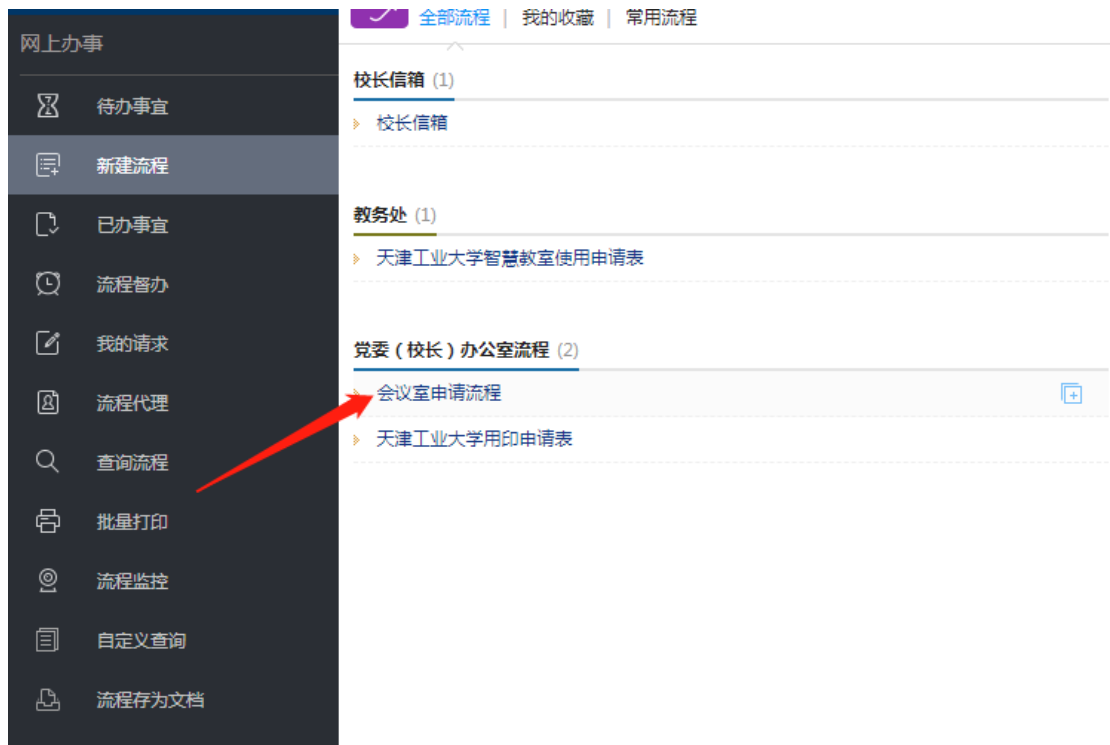 网上办事
待办事宜
新建流程
已办事宜
流程督办
我的请求
流程代理
查询流程
批量打印
流程监控
自定义查询
流程存为文档
全部流程 | 我的收藏 | 常用流程
校长信箱 (1)
校长信箱
教务处 (1)
天津工业大学智慧教室使用申请表
党委（校长）办公室流程 (2)
会议室申请流程
天津工业大学用印申请表